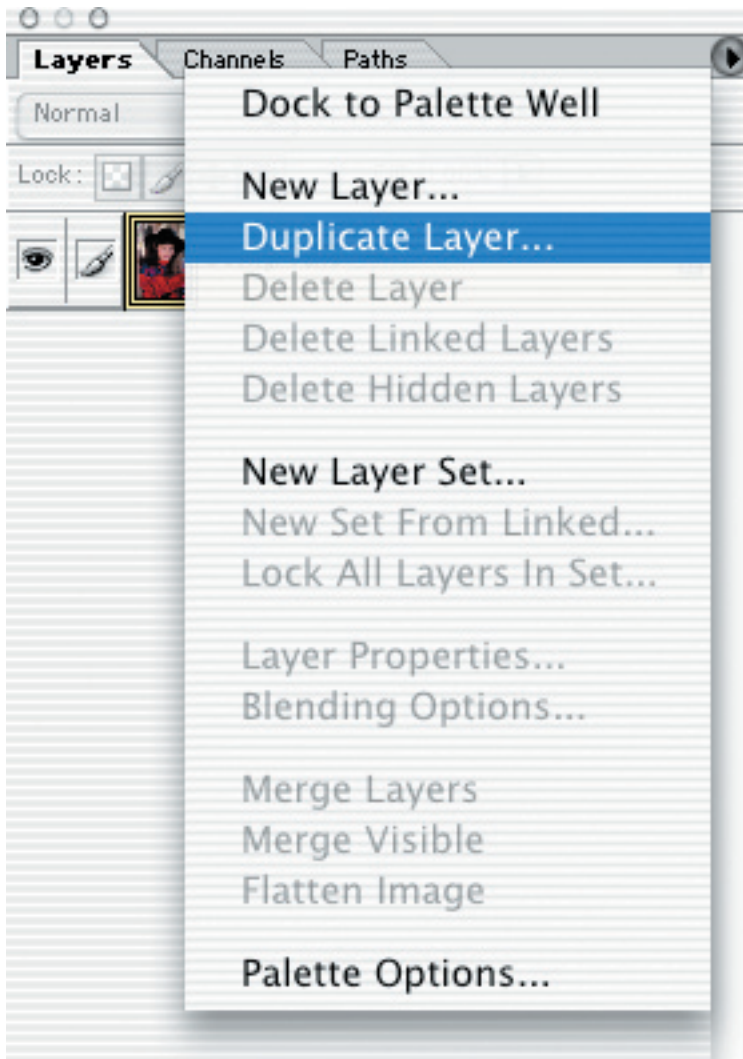 Layers Channels Paths
Normal
Lock:
Dock to Palette Well
New Layer...
Duplicate Layer...
Delete Layer
Delete Linked Layers
Delete Hidden Layers
New Layer Set...
New Set From Linked...
Lock All Layers In Set...
Layer Properties...
Blending Options...
Merge Layers
Merge Visible
Flatten Image
Palette Options...